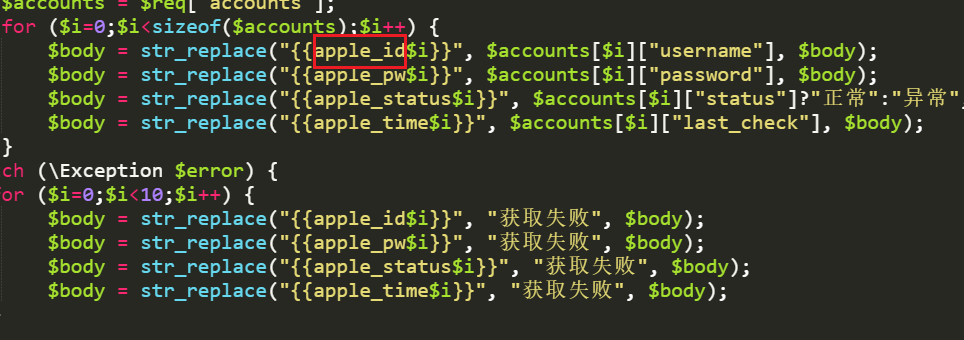 $accounts = $req[ accounts ];
for ($i=0;$i<sizeof($accounts);$i++) {
$body = str_replace("{{apple_id$i}}", $accounts[$i]["username"], $body);
$body = str_replace("{{apple_pw$i}}", $accounts[$i]["password"], $body);
$body = str_replace("{{apple_status$i}}", $accounts[$i]["status"]?"正常":"异常"
$body = str_replace("{{apple_time$i}}", $accounts[$i]["last_check"], $body);
}
ch (\Exception $error) {
or ($i=0;$i<10;$i++) {
$body = str_replace("{{apple_id$i}}", "获取失败", $body);
$body = str_replace("{{apple_pw$i}}", "获取失败", $body);
$body = str_replace("{{apple_status$i}}", "获取失败", $body);
$body = str_replace("{{apple_time$i}}", "获取失败", $body);